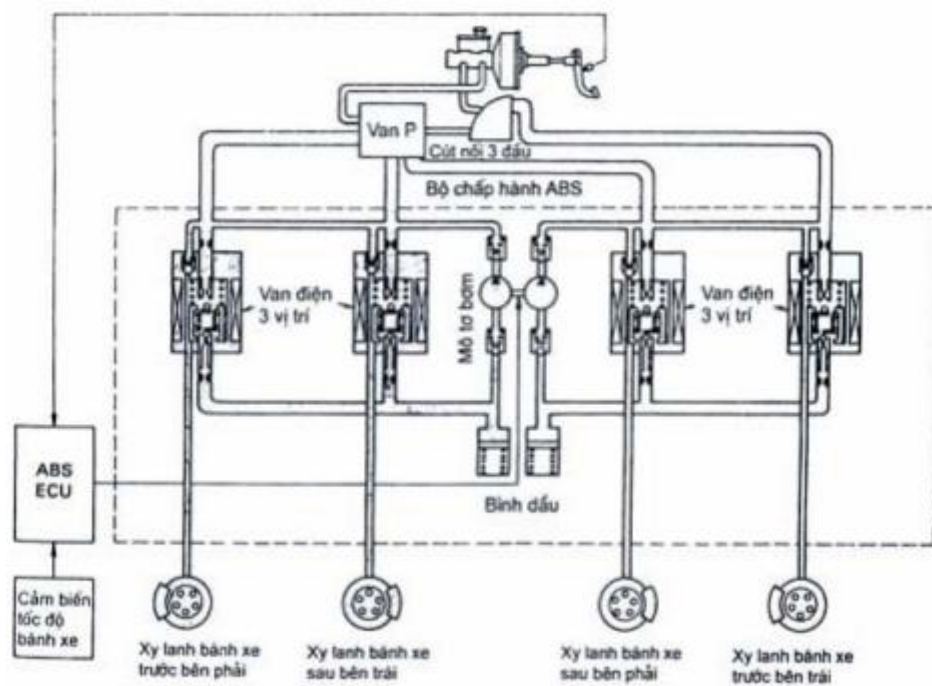 Van P
Cút nối 3 đầu
Bộ chấp hành ABS
Van điện
3 vị trí
Mô tơ bơm
Van điện
3 vị trí
ABS
ECU
Bình dầu
Cảm biến
tốc độ
bánh xe
Xy lanh bánh xe
trước bên phải
Xy lanh bánh xe
sau bên trái
Xy lanh bánh xe
sau bên phải
Xy lanh bánh xe
trước bên trái